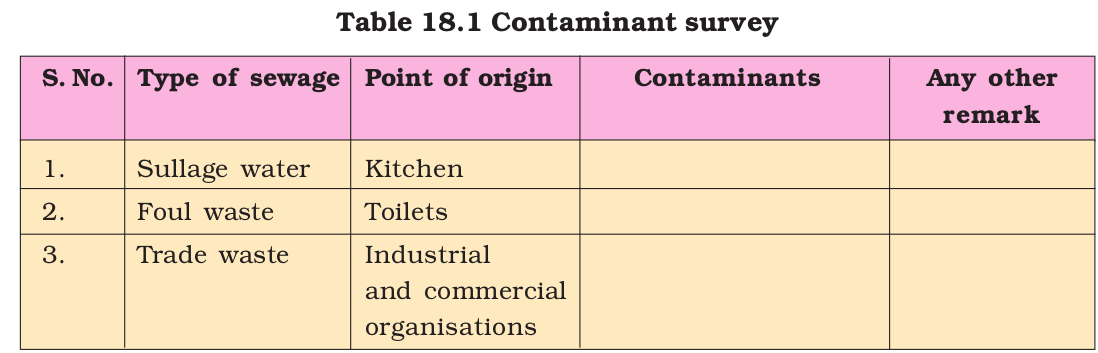 Table 18.1 Contaminant survey
S. No. Type of sewage Point of origin Contaminants Any other
remark
1. Sullage water Kitchen
2. Foul waste Toilets
3. Trade waste Industrial
and commercial
organisations